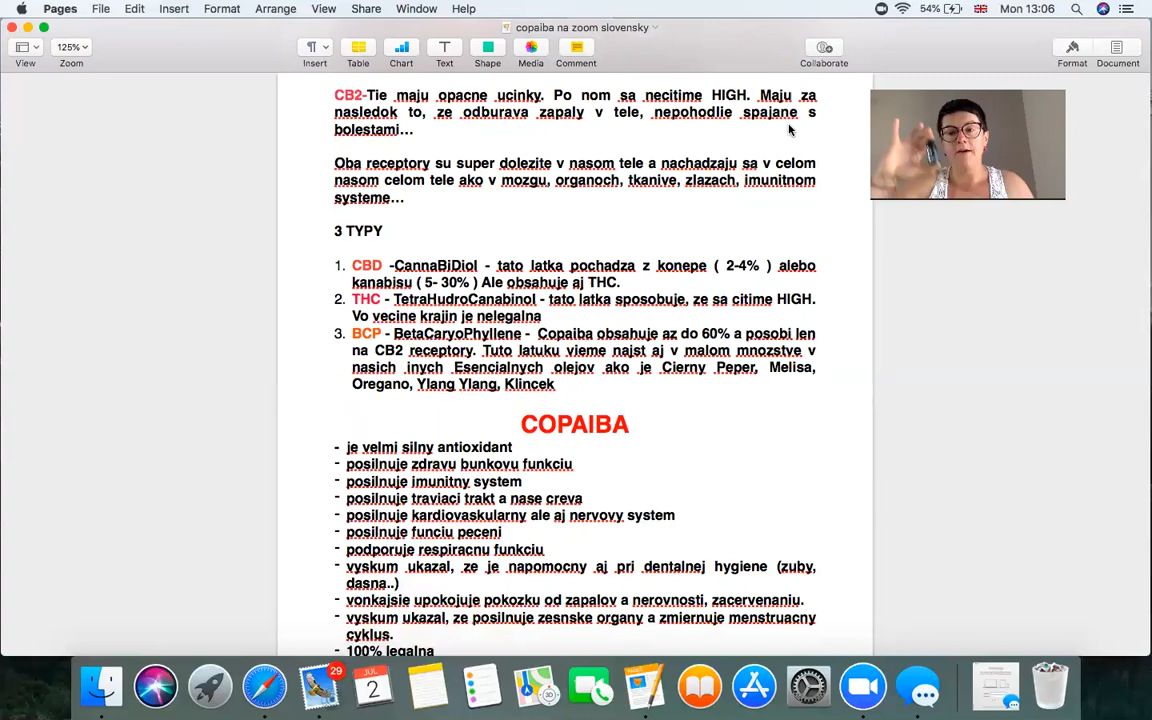 Pages File Edit Insert Format Arrange View Share Window Help 54% Mon 13:06
copaiba na zoom slovensky
125%
View Zoom Insert Table Chart Text Shape Media Comment Collaborate Format Document
CB2-Tie maju opacne ucinky. Po nom sa necitime HIGH. Maju za
nasledok to, ze odburava zapaly v tele, nepohodlie spajane s
bolestami...
Oba receptory su super dolezite v nasom tele a nachadzaju sa v celom
nasom celom tele ako v mozgu, organoch, tkanive, zlazach, imunitnom
systeme...
3 TYPY
1. CBD -CannaBiDiol - tato latka pochadza z konepe ( 2-4% ) alebo
kanabisu ( 5- 30% ) Ale obsahuje aj THC.
2. THC - TetraHudroCanabinol - tato latka sposobuje, ze sa citime HIGH.
Vo vecine krajin je nelegalna
3. BCP - BetaCaryoPhyllene - Copaiba obsahuje az do 60% a posobi len
na CB2 receptory. Tuto latuku vieme najst aj v malom mnozstve v
nasich inych Esencialnych olejov ako je Cierny Peper, Melisa,
Oregano, Ylang Ylang, Klincek
COPAIBA
- je velmi silny antioxidant
- posilnuje zdravu bunkovu funkciu
- posilnuje imunitny system
- posilnuje traviaci trakt a nase creva
- posilnuje kardiovaskularny ale aj nervovy system
- posilnuje funciu peceni
- podporuje respiracnu funkciu
- vyskum ukazal, ze je napomocny aj pri dentalnej hygiene (zuby,
dasna..)
- vonkajsie upokojuje pokozku od zapalov a nerovnosti, zacervenaniu.
- vyskum ukazal, ze posilnuje zesnske organy a zmiernuje menstruacny
cyklus.
- 100% legalna
29
JUL
2
3D